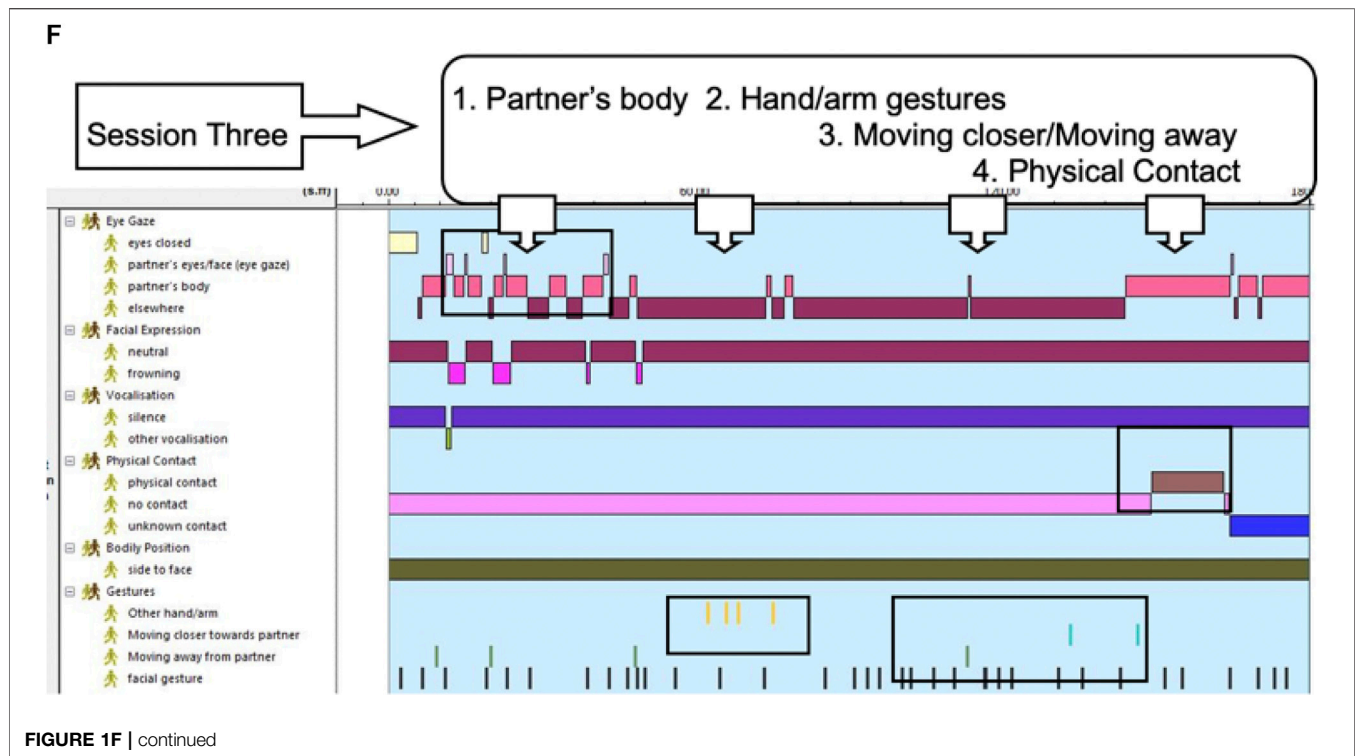 F
Session Three
1. Partner's body 2. Hand/arm gestures
3. Moving closer/Moving away
4. Physical Contact
(s.ff) 0.00 60.00 120.00
Eye Gaze
eyes closed
partner's eyes/face (eye gaze)
partner's body
elsewhere
Facial Expression
neutral
frowning
Vocalisation
silence
other vocalisation
Physical Contact
physical contact
no contact
unknown contact
Bodily Position
side to face
Gestures
Other hand/arm
Moving closer towards partner
Moving away from partner
facial gesture
FIGURE 1F | continued